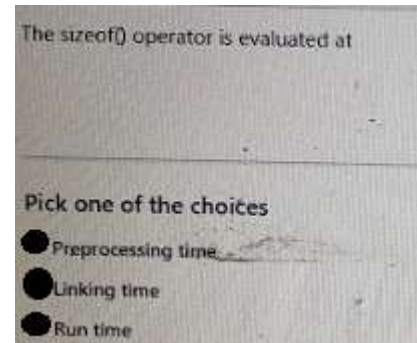 The sizeof() operator is evaluated at
Pick one of the choices
Preprocessing time
Linking time
Run time